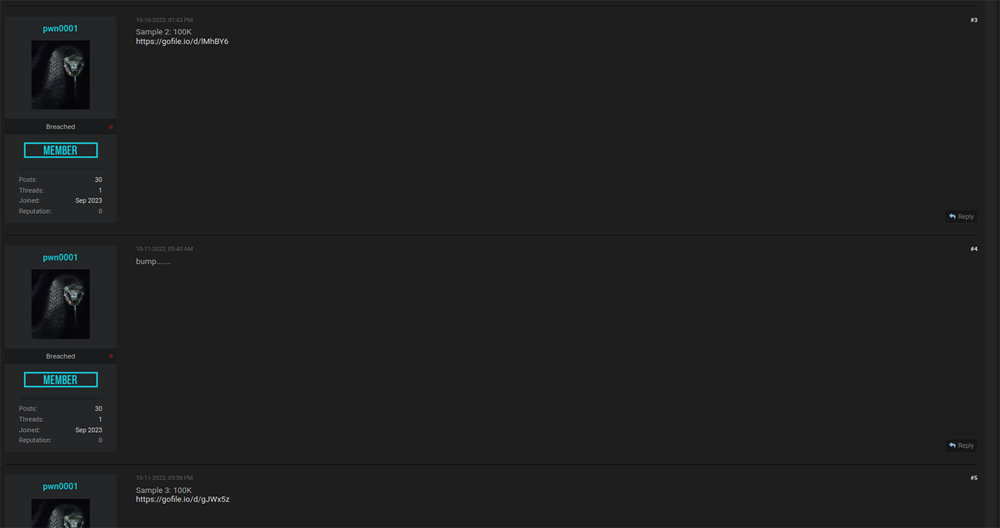 10-10-2023, 01:43 PM
#3
pwn0001
Sample 2: 100K
https://gofile.io/d/lMhBY6
Breached
MEMBER
Posts: 30
Threads: 1
Joined: Sep 2023
Reputation: 0
Reply
10-11-2023, 05:40 AM
#4
pwn0001
bump.......
Breached
MEMBER
Posts: 30
Threads: 1
Joined: Sep 2023
Reputation: 0
Reply
10-11-2023, 05:56 PM
#5
pwn0001
Sample 3: 100K
https://gofile.io/d/gJWx5z